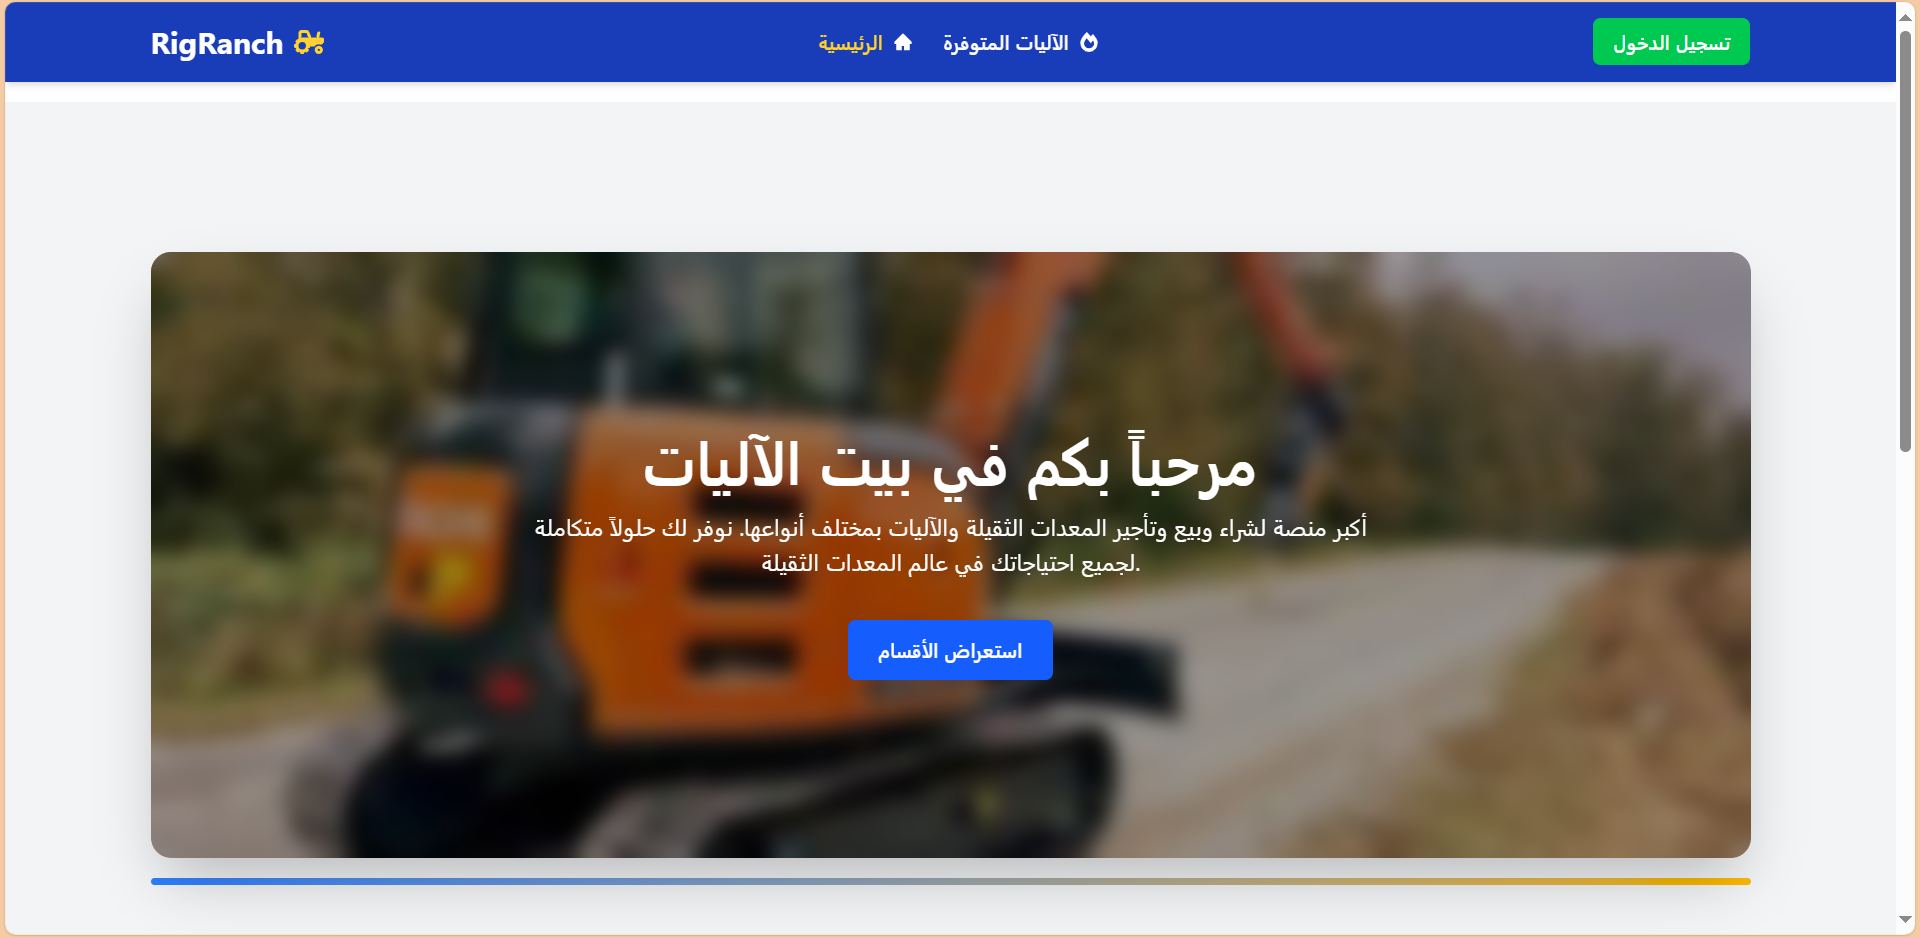 RigRanch
الرئيسية
الآليات المتوفرة
تسجيل الدخول
مرحباً بكم في بيت الآليات
أكبر منصة لشراء وبيع وتأجير المعدات الثقيلة والآليات بمختلف أنواعها. نوفر لك حلولاً متكاملة
لجميع احتياجاتك في عالم المعدات الثقيلة.
استعراض الأقسام